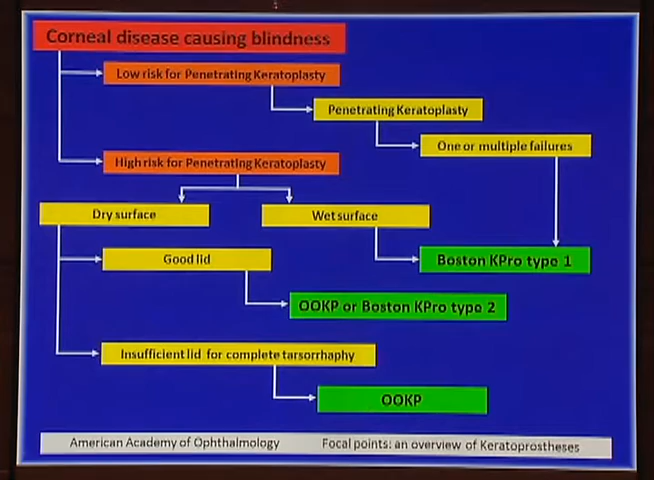 Corneal disease causing blindness
Low risk for Penetrating Keratoplasty
Penetrating Keratoplasty
One or multiple failures
High risk for Penetrating Keratoplasty
Dry surface
Wet surface
Good lid
Boston KPro type 1
OOKP or Boston KPro type 2
Insufficient lid for complete tarsorrhaphy
OOKP
American Academy of Ophthalmology
Focal points: an overview of Keratoprostheses